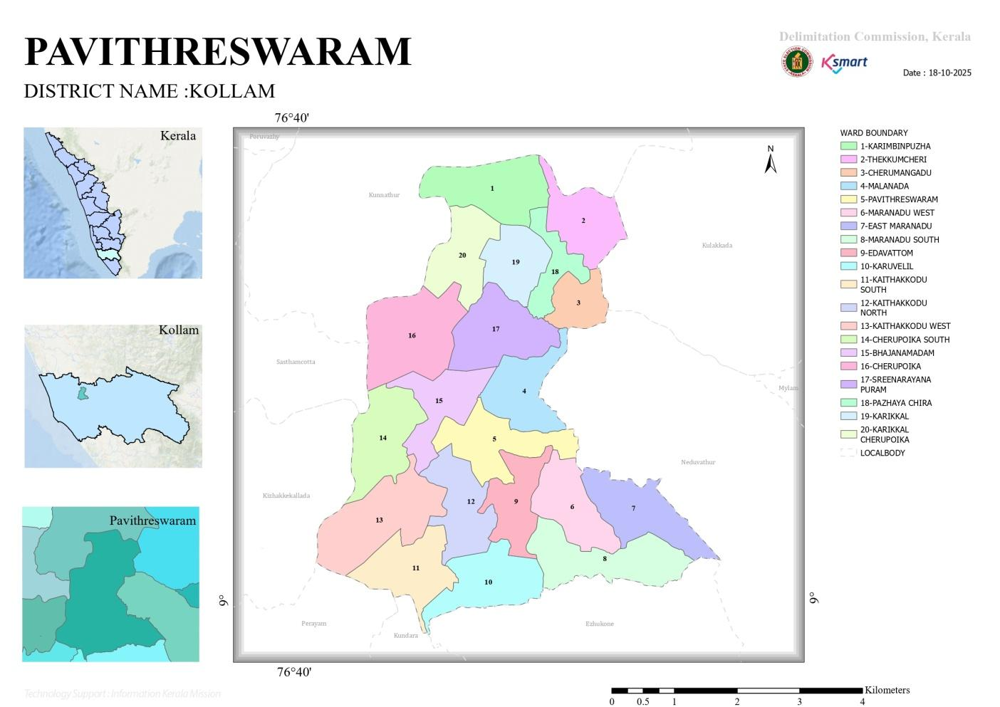 PAVITHRESWARAM
DISTRICT NAME :KOLLAM
Delimitation Commission, Kerala
STATE ELECTION COMMISSION
KERALA
Ksmart
Date : 18-10-2025
Kerala
Kollam
Pavithreswaram
76°40'
Poruvazhy
N
Kunnathur
Kulakkada
Sasthamcotta
Mylam
Neduvathur
Kizhakkekallada
Perayam
Kundara
Ezhukone
1
2
20
19
18
3
17
16
4
15
14
5
12
9
6
7
13
8
11
10
9°
9°
76°40'
WARD BOUNDARY
1-KARIMBINPUZHA
2-THEKKUMCHERI
3-CHERUMANGADU
4-MALANADA
5-PAVITHRESWARAM
6-MARANADU WEST
7-EAST MARANADU
8-MARANADU SOUTH
9-EDAVATTOM
10-KARUVELIL
11-KAITHAKKODU
SOUTH
12-KAITHAKKODU
NORTH
13-KAITHAKKODU WEST
14-CHERUPOIKA SOUTH
15-BHAJANAMADAM
16-CHERUPOIKA
17-SREENARAYANA
PURAM
18-PAZHAYA CHIRA
19-KARIKKAL
20-KARIKKAL
CHERUPOIKA
LOCALBODY
Technology Support : Information Kerala Mission
Kilometers
0 0.5 1 2 3 4